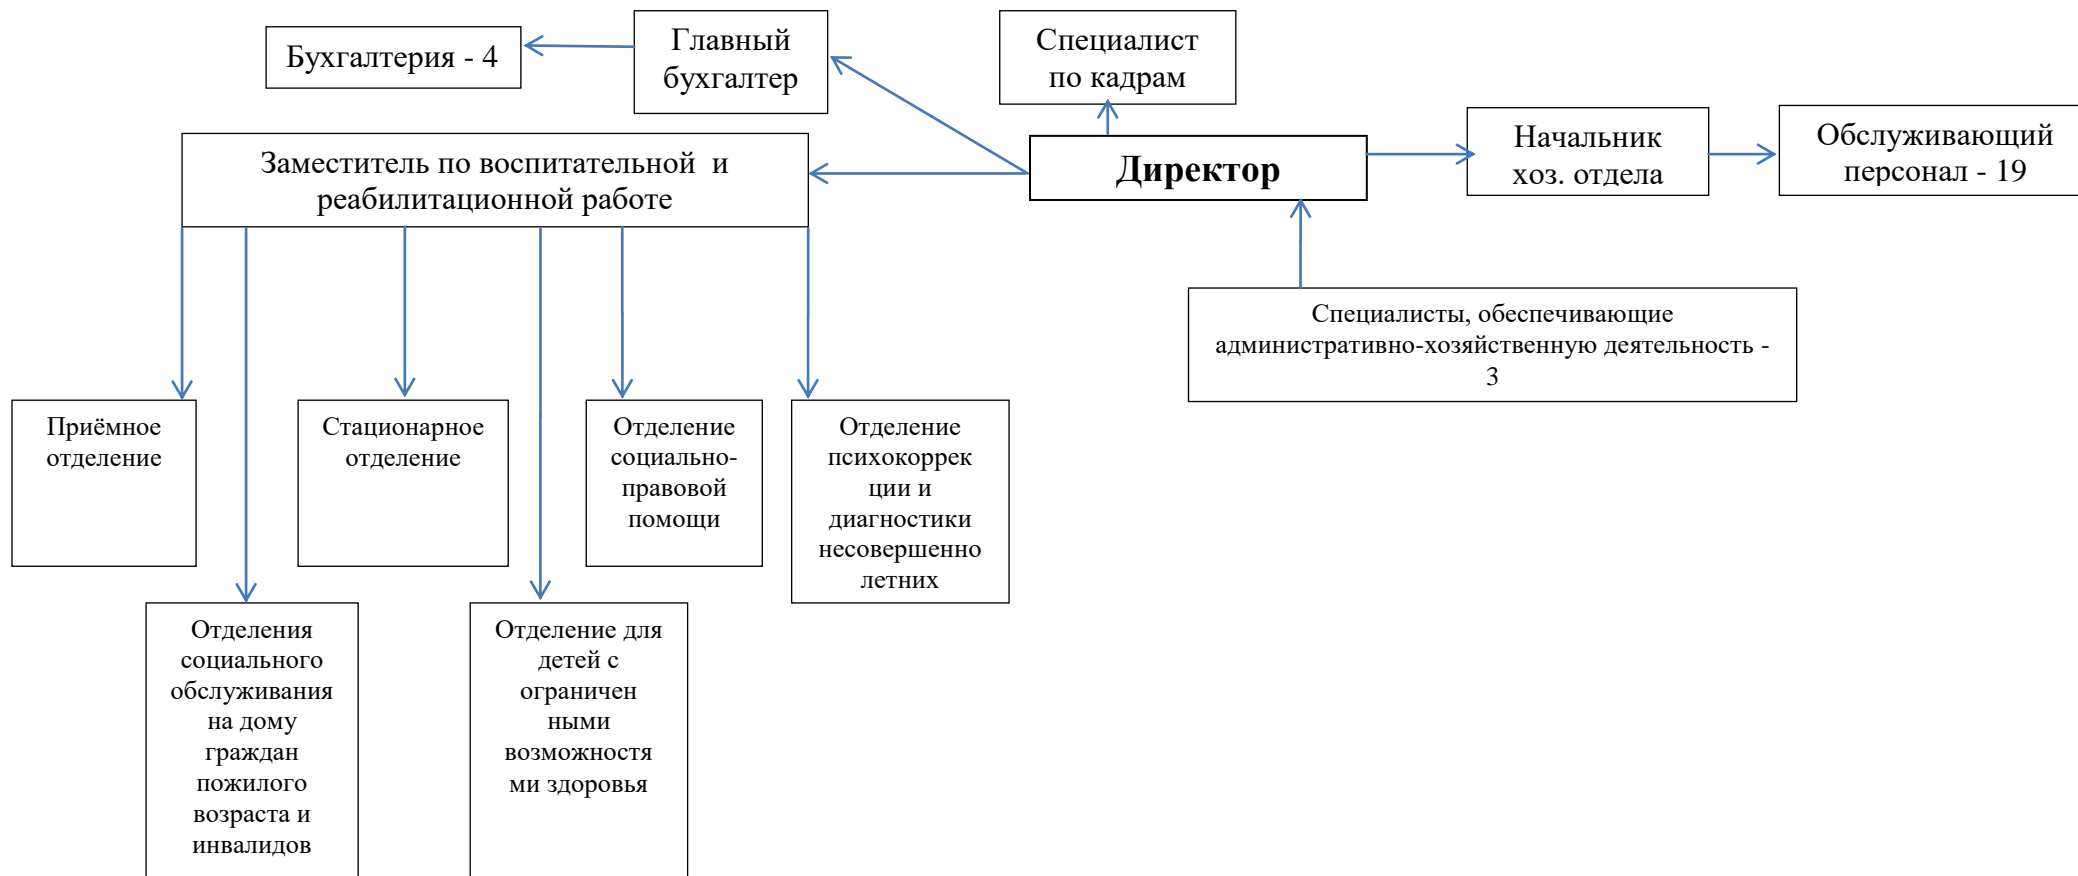 Бухгалтерия - 4
Главный
бухгалтер
Специалист
по кадрам
Заместитель по воспитательной и
реабилитационной работе
Директор
Начальник
хоз. отдела
Обслуживающий
персонал - 19
Специалисты, обеспечивающие
административно-хозяйственную деятельность -
3
Приёмное
отделение
Стационарное
отделение
Отделение
социально-
правовой
помощи
Отделение
психокоррек
ции и
диагностики
несовершенно
летних
Отделения
социального
обслуживания
на дому
граждан
пожилого
возраста и
инвалидов
Отделение для
детей с
ограничен
ными
возможностя
ми здоровья